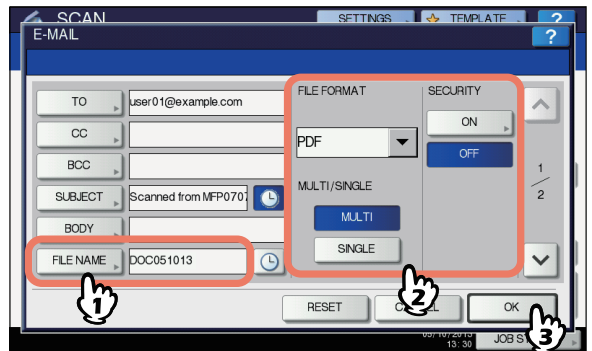 SCAN
SETTINGS
TEMPLATE
?
E-MAIL
?
TO
user01@example.com
CC
BCC
SUBJECT
Scanned from MFP0707
BODY
FILE NAME
DOC051013
FILE FORMAT
PDF
MULTI/SINGLE
MULTI
SINGLE
SECURITY
ON
OFF
1
2
RESET
OK
13:30
JOB
1
2
3